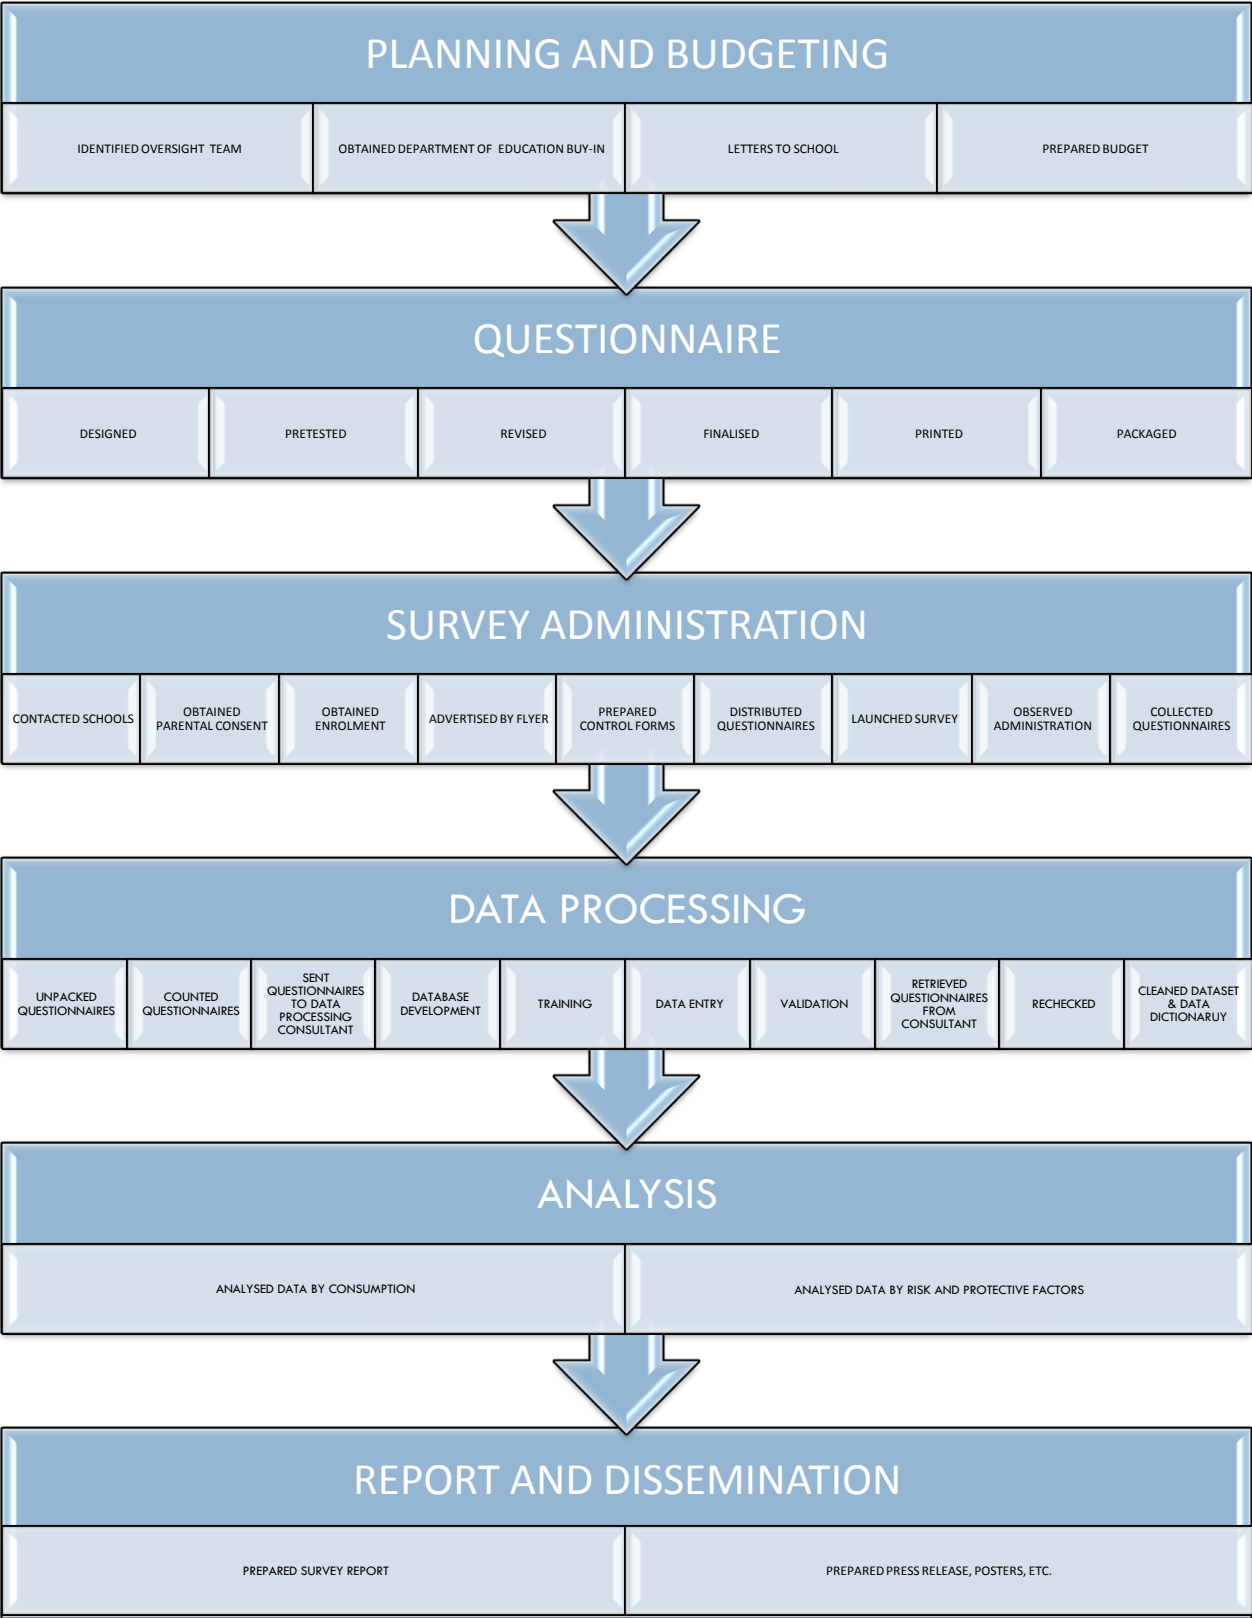 PLANNING AND BUDGETING
IDENTIFIED OVERSIGHT TEAM
OBTAINED DEPARTMENT OF EDUCATION BUY-IN
LETTERS TO SCHOOL
PREPARED BUDGET
QUESTIONNAIRE
DESIGNED
PRETESTED
REVISED
FINALISED
PRINTED
PACKAGED
SURVEY ADMINISTRATION
CONTACTED SCHOOLS
OBTAINED
PARENTAL CONSENT
OBTAINED
ENROLMENT
ADVERTISED BY FLYER
PREPARED
CONTROL FORMS
DISTRIBUTED
QUESTIONNAIRES
LAUNCHED SURVEY
OBSERVED
ADMINISTRATION
COLLECTED
QUESTIONNAIRES
DATA PROCESSING
UNPACKED
QUESTIONNAIRES
COUNTED
QUESTIONNAIRES
SENT
QUESTIONNAIRES
TO DATA
PROCESSING
CONSULTANT
DATABASE
DEVELOPMENT
TRAINING
DATA ENTRY
VALIDATION
RETRIEVED
QUESTIONNAIRES
FROM
CONSULTANT
RECHECKED
CLEANED DATASET
& DATA
DICTIONARUY
ANALYSIS
ANALYSED DATA BY CONSUMPTION
ANALYSED DATA BY RISK AND PROTECTIVE FACTORS
REPORT AND DISSEMINATION
PREPARED SURVEY REPORT
PREPARED PRESS RELEASE, POSTERS, ETC.